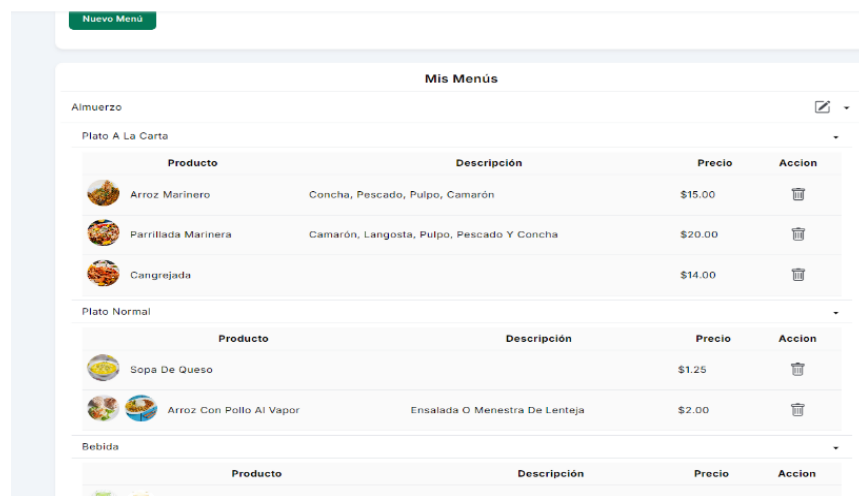 Nuevo Menú
Mis Menús
Almuerzo
Plato A La Carta
Producto Descripción Precio Accion
Arroz Marinero Concha, Pescado, Pulpo, Camarón $15.00
Parrillada Marinera Camarón, Langosta, Pulpo, Pescado Y Concha $20.00
Cangrejada $14.00
Plato Normal
Producto Descripción Precio Accion
Sopa De Queso $1.25
Arroz Con Pollo Al Vapor Ensalada O Menestra De Lenteja $2.00
Bebida
Producto Descripción Precio Accion